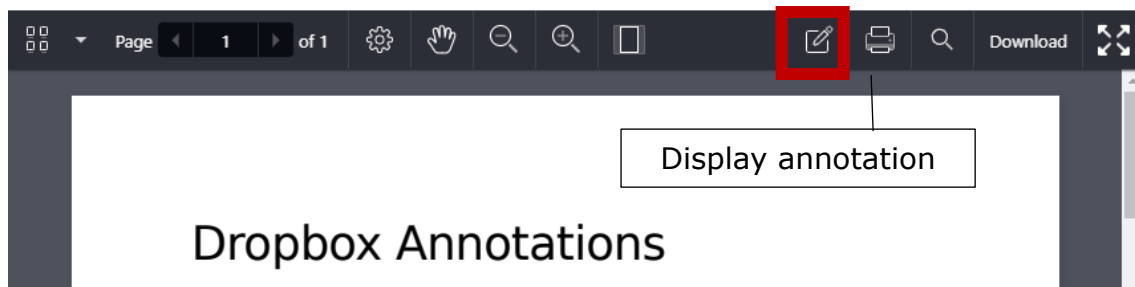 Page 1 of 1 Download
Display annotation
Dropbox Annotations